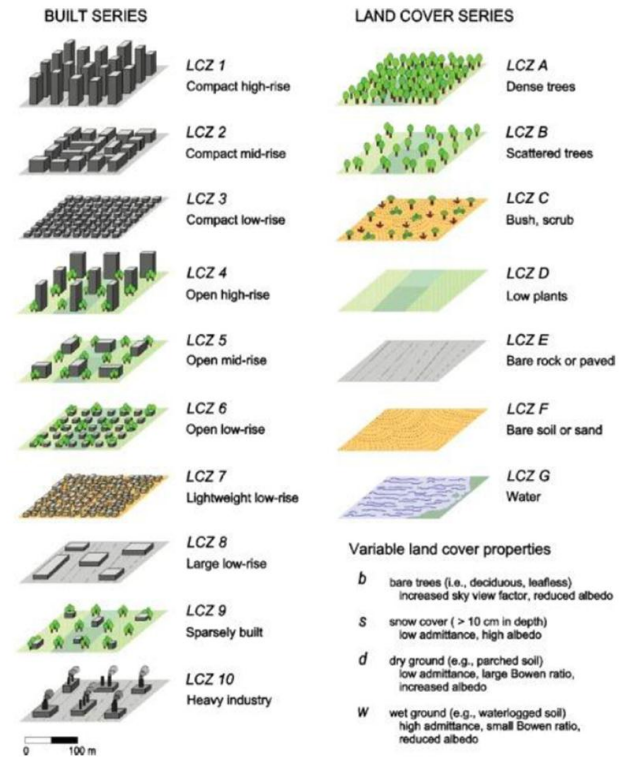 BUILT SERIES
LCZ 1
Compact high-rise
LCZ 2
Compact mid-rise
LCZ 3
Compact low-rise
LCZ 4
Open high-rise
LCZ 5
Open mid-rise
LCZ 6
Open low-rise
LCZ 7
Lightweight low-rise
LCZ 8
Large low-rise
LCZ 9
Sparsely built
LCZ 10
Heavy industry
0
100 m
LAND COVER SERIES
LCZ A
Dense trees
LCZ B
Scattered trees
LCZ C
Bush, scrub
LCZ D
Low plants
LCZ E
Bare rock or paved
LCZ F
Bare soil or sand
LCZ G
Water
Variable land cover properties
b bare trees (i.e., deciduous, leafless)
increased sky view factor, reduced albedo
s snow cover ( > 10 cm in depth)
low admittance, high albedo
d dry ground (e.g., parched soil)
low admittance, large Bowen ratio,
increased albedo
w wet ground (e.g., waterlogged soil)
high admittance, small Bowen ratio,
reduced albedo